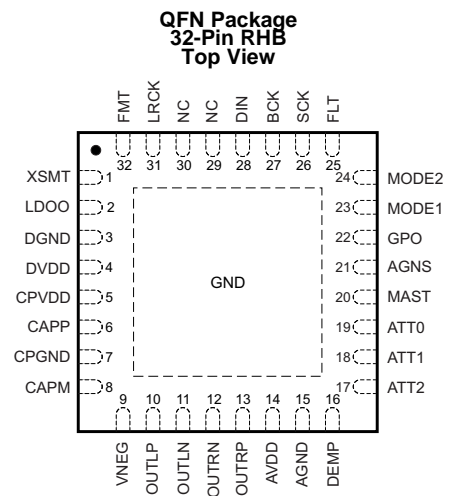 QFN Package
32-Pin RHB
Top View
FMT LRCK NC NC DIN BCK SCK FLT
32 31 30 29 28 27 26 25
XSMT 1 24 MODE2
LDOO 2 23 MODE1
DGND 3 22 GPO
DVDD 4 21 AGNS
CPVDD 5 20 MAST
CAPP 6 19 ATT0
CPGND 7 18 ATT1
CAPM 8 17 ATT2
GND
9 10 11 12 13 14 15 16
VNEG OUTLP OUTLN OUTRN OUTRP AVDD AGND DEMP